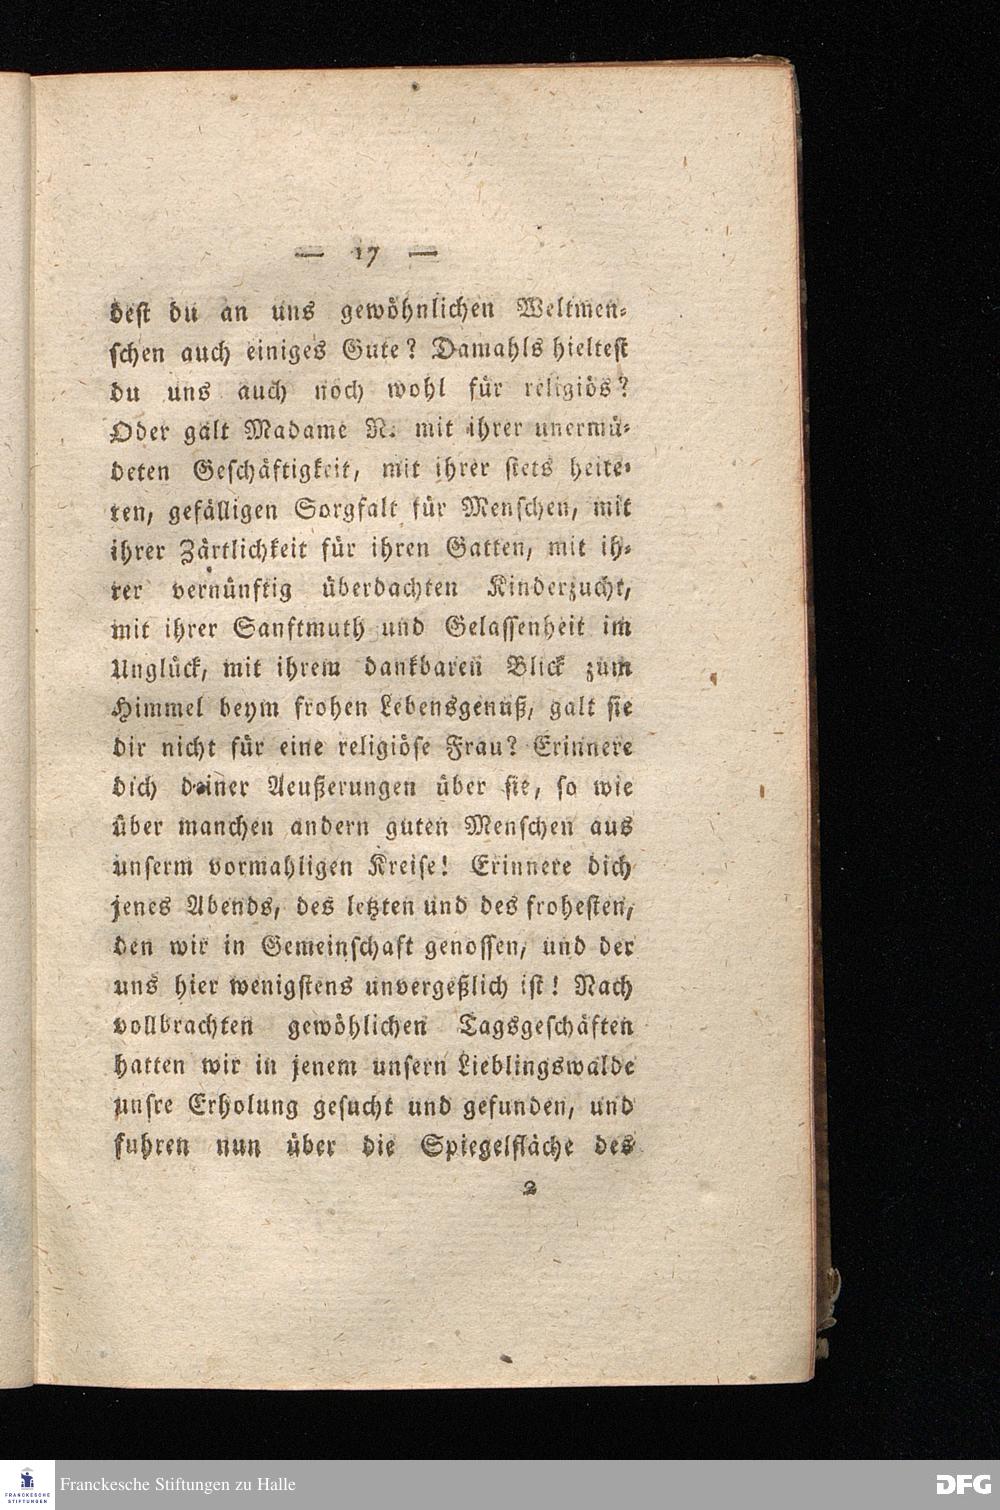 — 17 —
dest du an uns gewöhnlichen Weltmen-
schen auch einiges Gute? Damahls hieltest
du uns auch noch wohl für religiös?
Oder galt Madame N. mit ihrer unermü-
deten Geschäftigkeit, mit ihrer stets heite-
ren, gefälligen Sorgfalt für Menschen, mit
ihrer Zärtlichkeit für ihren Gatten, mit ih-
rer vernünftig überdachten Kinderzucht,
mit ihrer Sanftmuth und Gelassenheit im
Unglück, mit ihrem dankbaren Blick zum
Himmel beym frohen Lebensgenuß, galt sie
dir nicht für eine religiöse Frau? Erinnere
dich deiner Aeußerungen über sie, so wie
über manchen andern guten Menschen aus
unserm vormahligen Kreise! Erinnere dich
jenes Abends, des letzten und des frohesten,
den wir in Gemeinschaft genossen, und der
uns hier wenigstens unvergeßlich ist! Nach
vollbrachten gewöhlichen Tagsgeschäften
hatten wir in jenem unsern Lieblingswalde
unsre Erholung gesucht und gefunden, und
fuhren nun über die Spiegelfläche des
2
FRANCKESCHE
STIFTUNGEN
Franckesche Stiftungen zu Halle
DFG